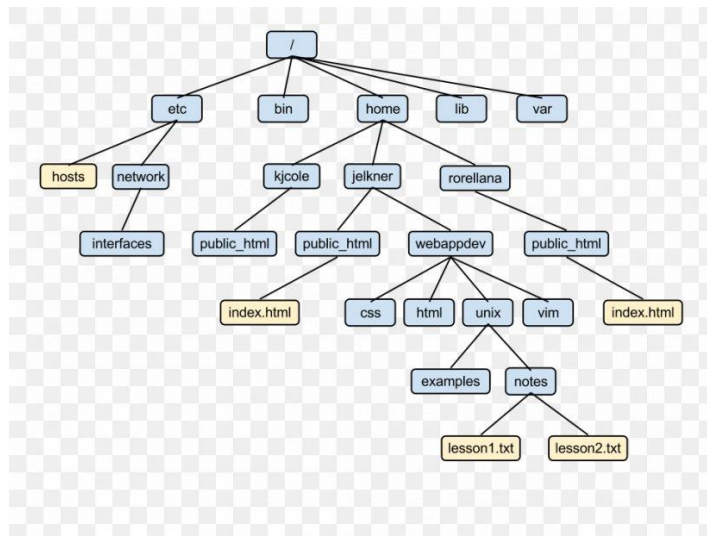 /
etc
bin
home
lib
var
hosts
network
kjcole
jelkner
rorellana
interfaces
public_html
public_html
webappdev
public_html
index.html
css
html
unix
vim
index.html
examples
notes
lesson1.txt
lesson2.txt